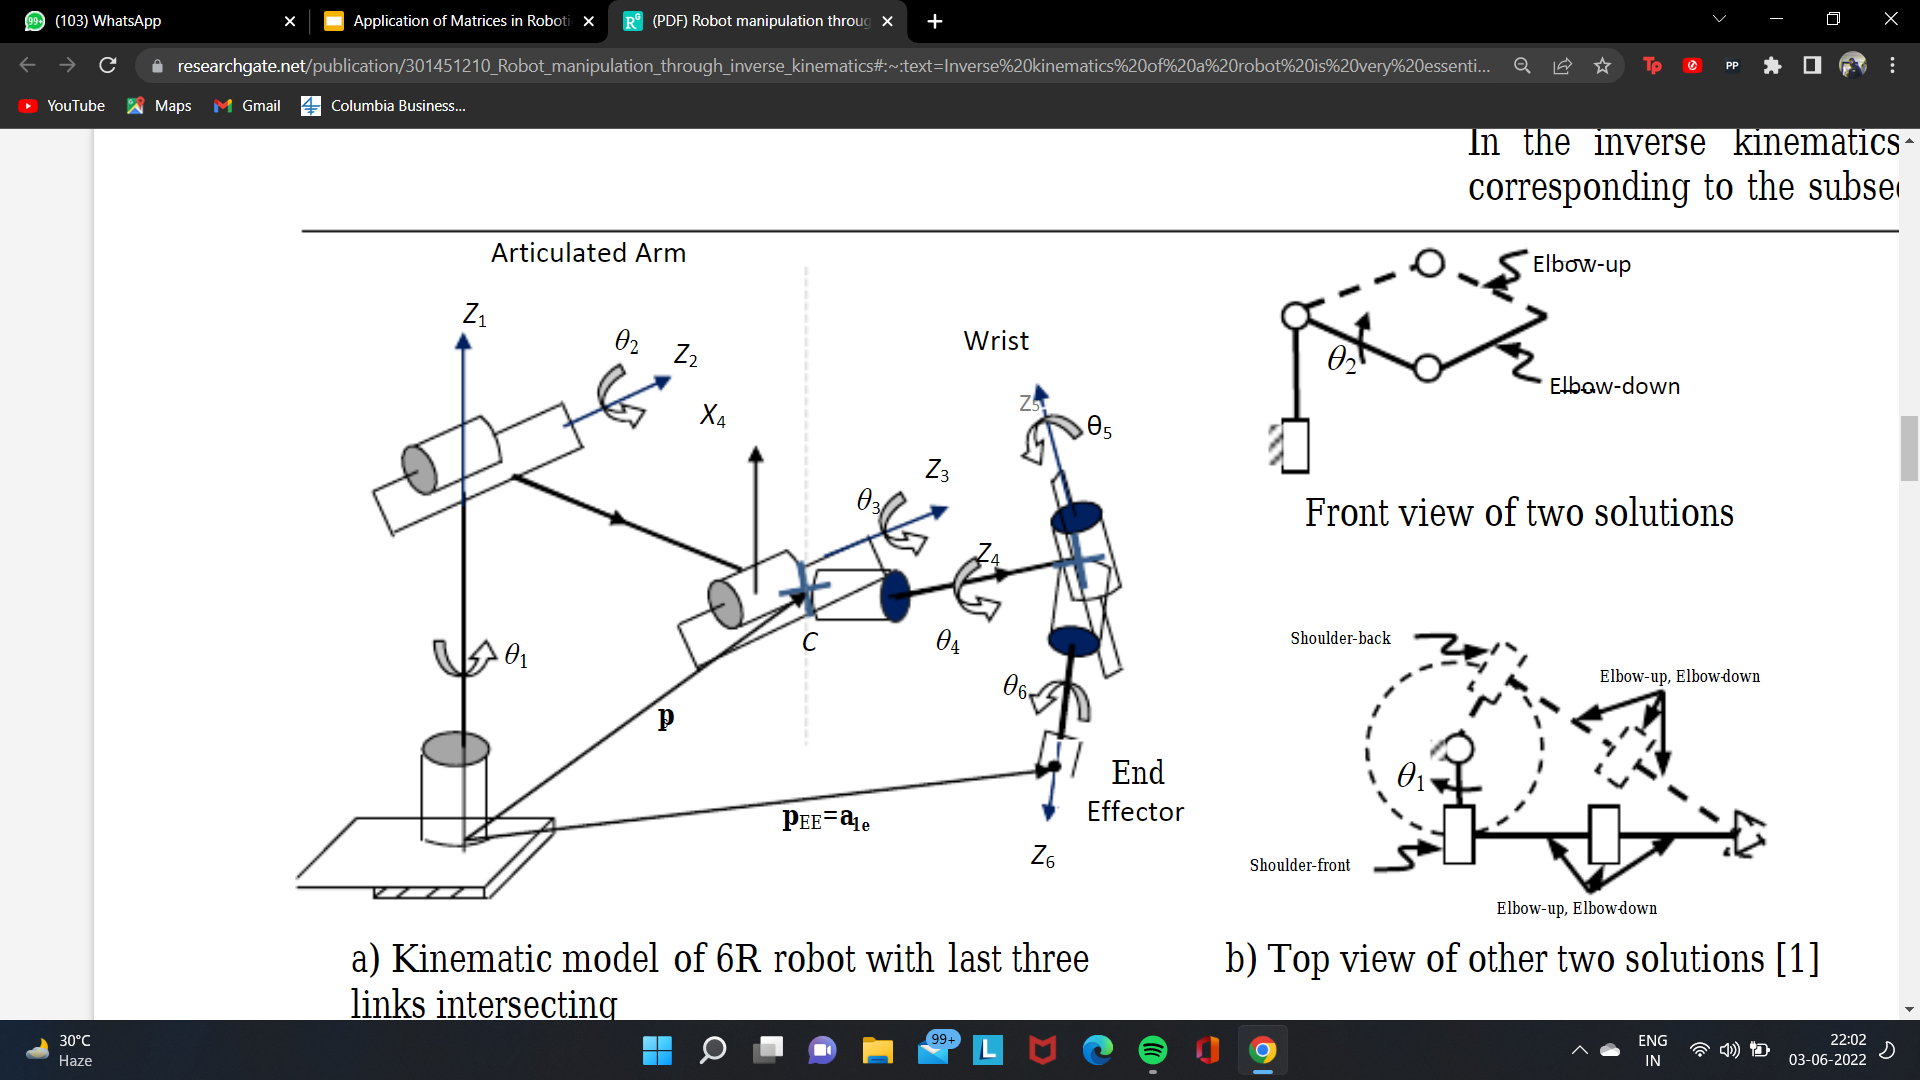 99+ (103) WhatsApp
Application of Matrices in Roboti
(PDF) Robot manipulation throug
researchgate.net/publication/301451210_Robot_manipulation_through_inverse_kinematics#:~:text=Inverse%20kinematics%20of%20a%20robot%20is%20very%20essenti...
YouTube
Maps
Gmail
Columbia Business...
In the inverse kinematics
corresponding to the subse
Articulated Arm
Wrist
Z1
θ2
Z2
X4
θ3
Z3
Z4
θ4
Z5
θ5
θ6
C
θ1
p
pEE=a1e
End
Effector
Z6
a) Kinematic model of 6R robot with last three
links intersecting
Elbow-up
θ2
Elbow-down
Front view of two solutions
Shoulder-back
Elbow-up, Elbow-down
θ1
Shoulder-front
Elbow-up, Elbow-down
b) Top view of other two solutions [1]
30°C
Haze
99+
ENG
IN
22:02
03-06-2022